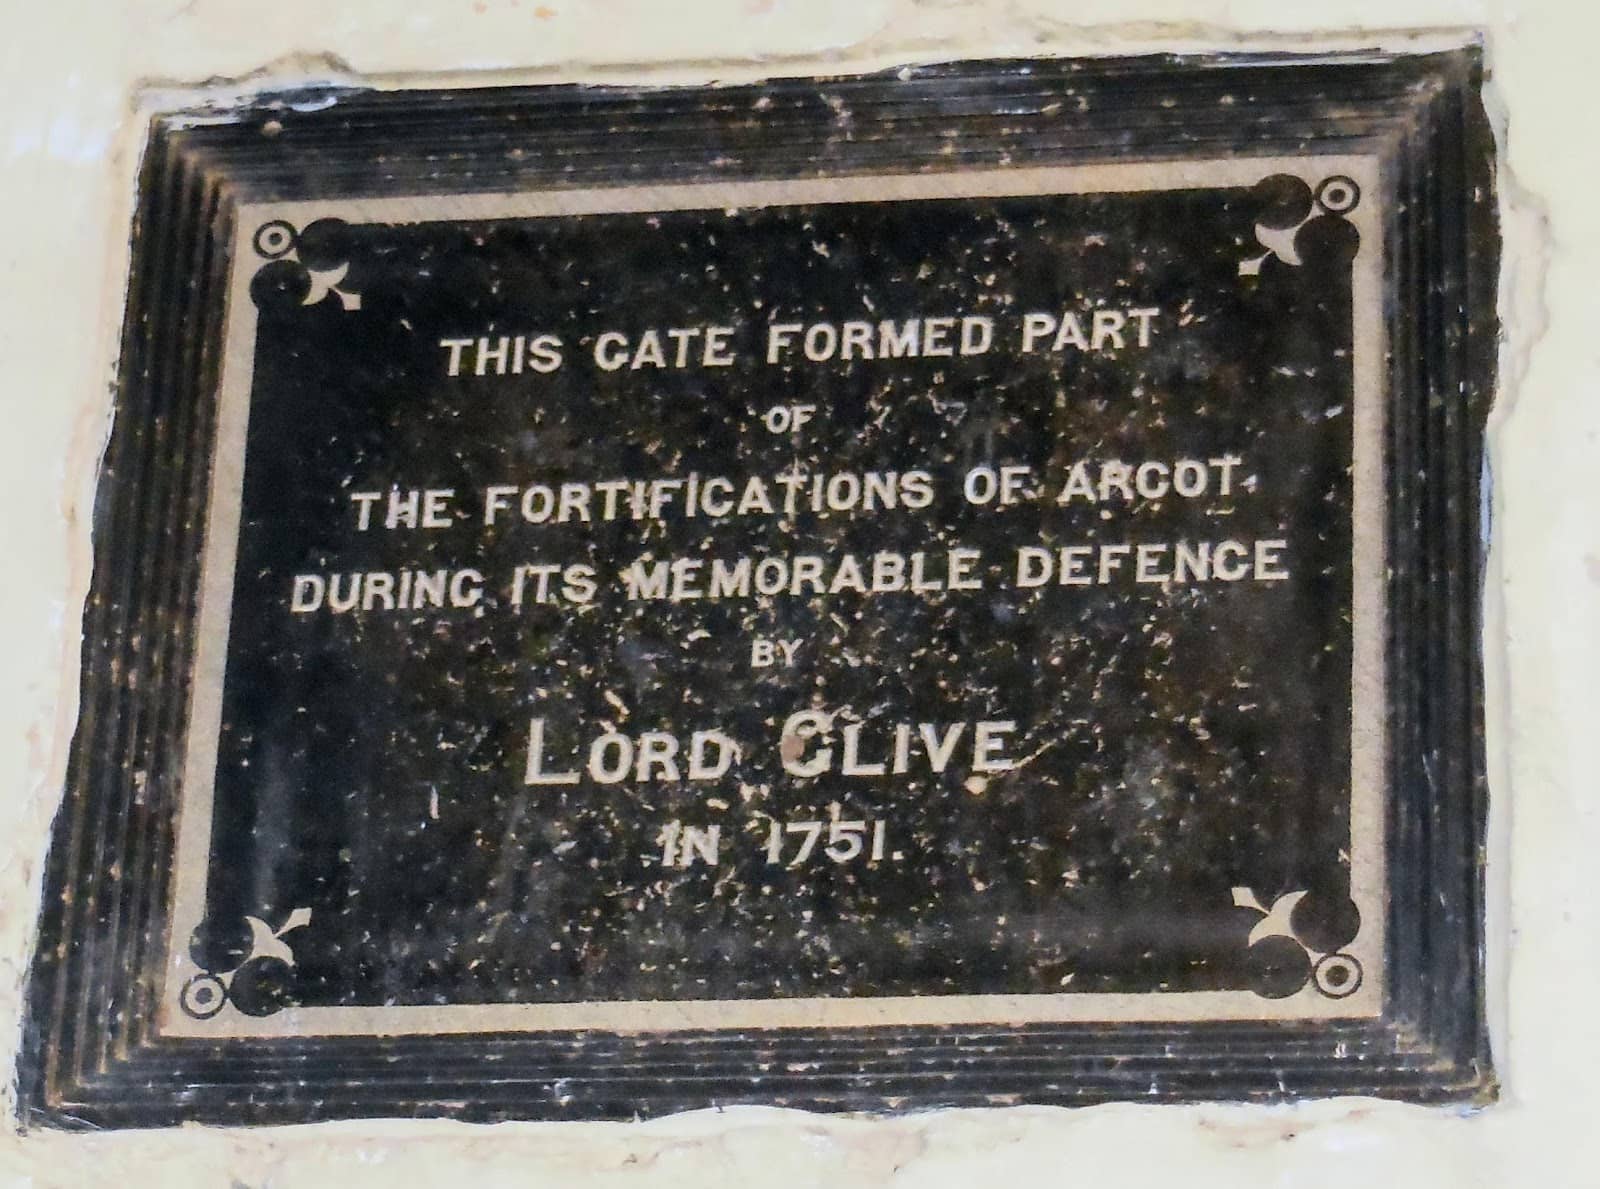 THIS GATE FORMED PART
OF
THE FORTIFICATIONS OF ARCOT
DURING ITS MEMORABLE DEFENCE
BY
LORD CLIVE
IN 1751.